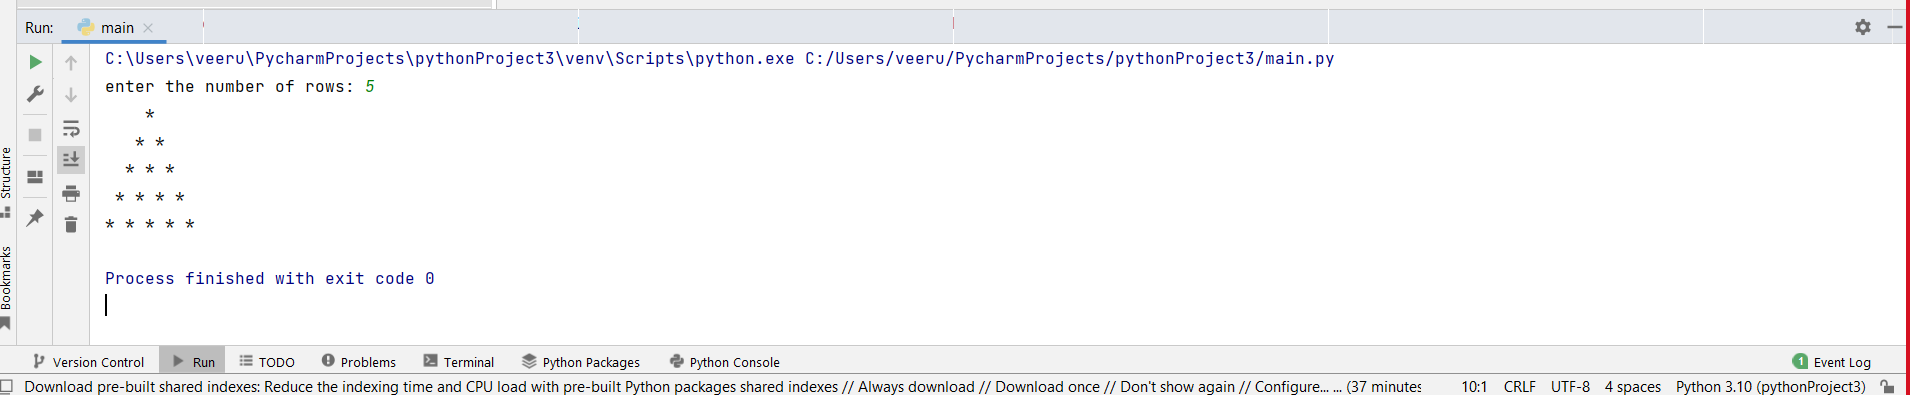 Run: main
C:\Users\veeru\PycharmProjects\pythonProject3\venv\Scripts\python.exe C:/Users/veeru/PycharmProjects/pythonProject3/main.py
enter the number of rows: 5
    *
   * *
  * * *
 * * * *
* * * * *
Process finished with exit code 0
Structure
Bookmarks
Version Control Run TODO Problems Terminal Python Packages Python Console 1 Event Log
Download pre-built shared indexes: Reduce the indexing time and CPU load with pre-built Python packages shared indexes // Always download // Download once // Don't show again // Configure... ... (37 minutes 10:1 CRLF UTF-8 4 spaces Python 3.10 (pythonProject3)